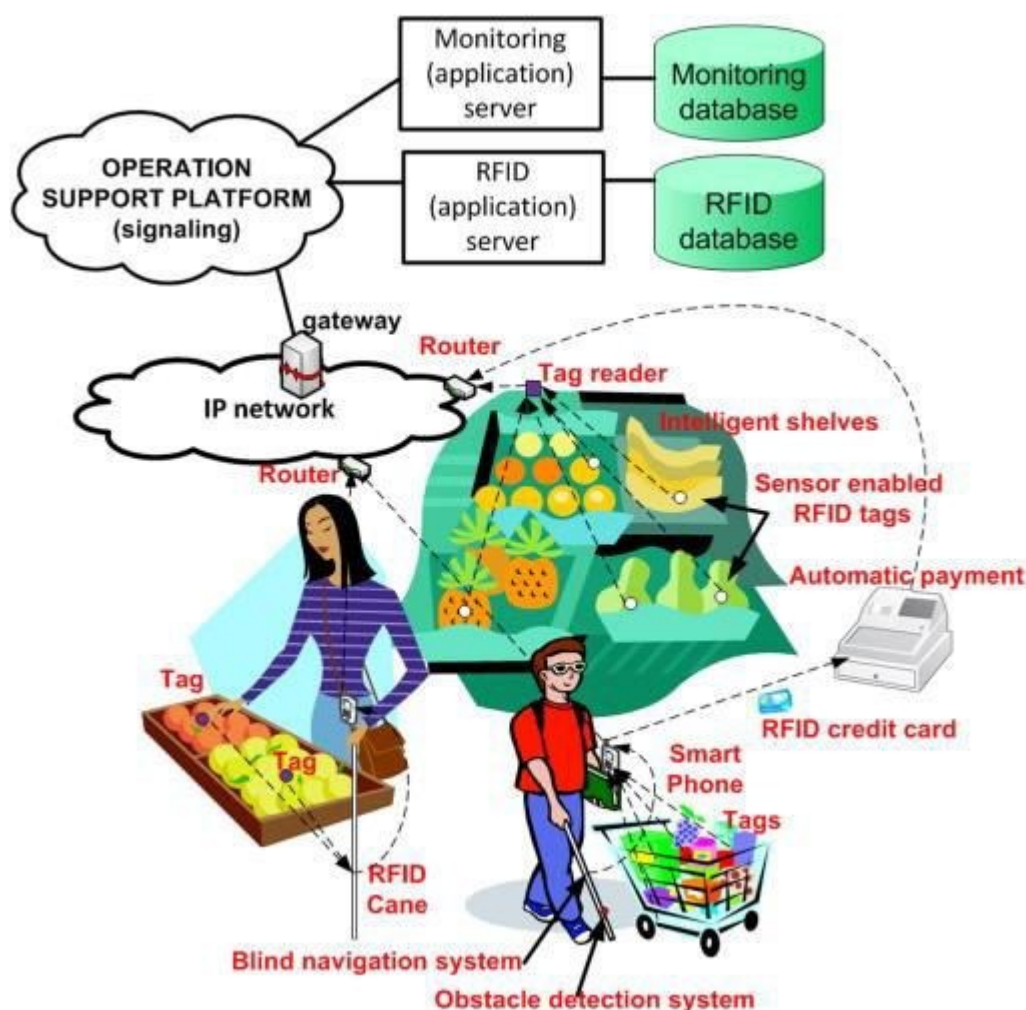 Monitoring
(application)
server
Monitoring
database
OPERATION
SUPPORT PLATFORM
(signaling)
RFID
(application)
server
RFID
database
gateway
Router
Tag reader
IP network
Intelligent shelves
Router
Sensor enabled
RFID tags
Automatic payment
Tag
RFID credit card
Tag
Smart
Phone
Tags
RFID
Cane
Blind navigation system
Obstacle detection system